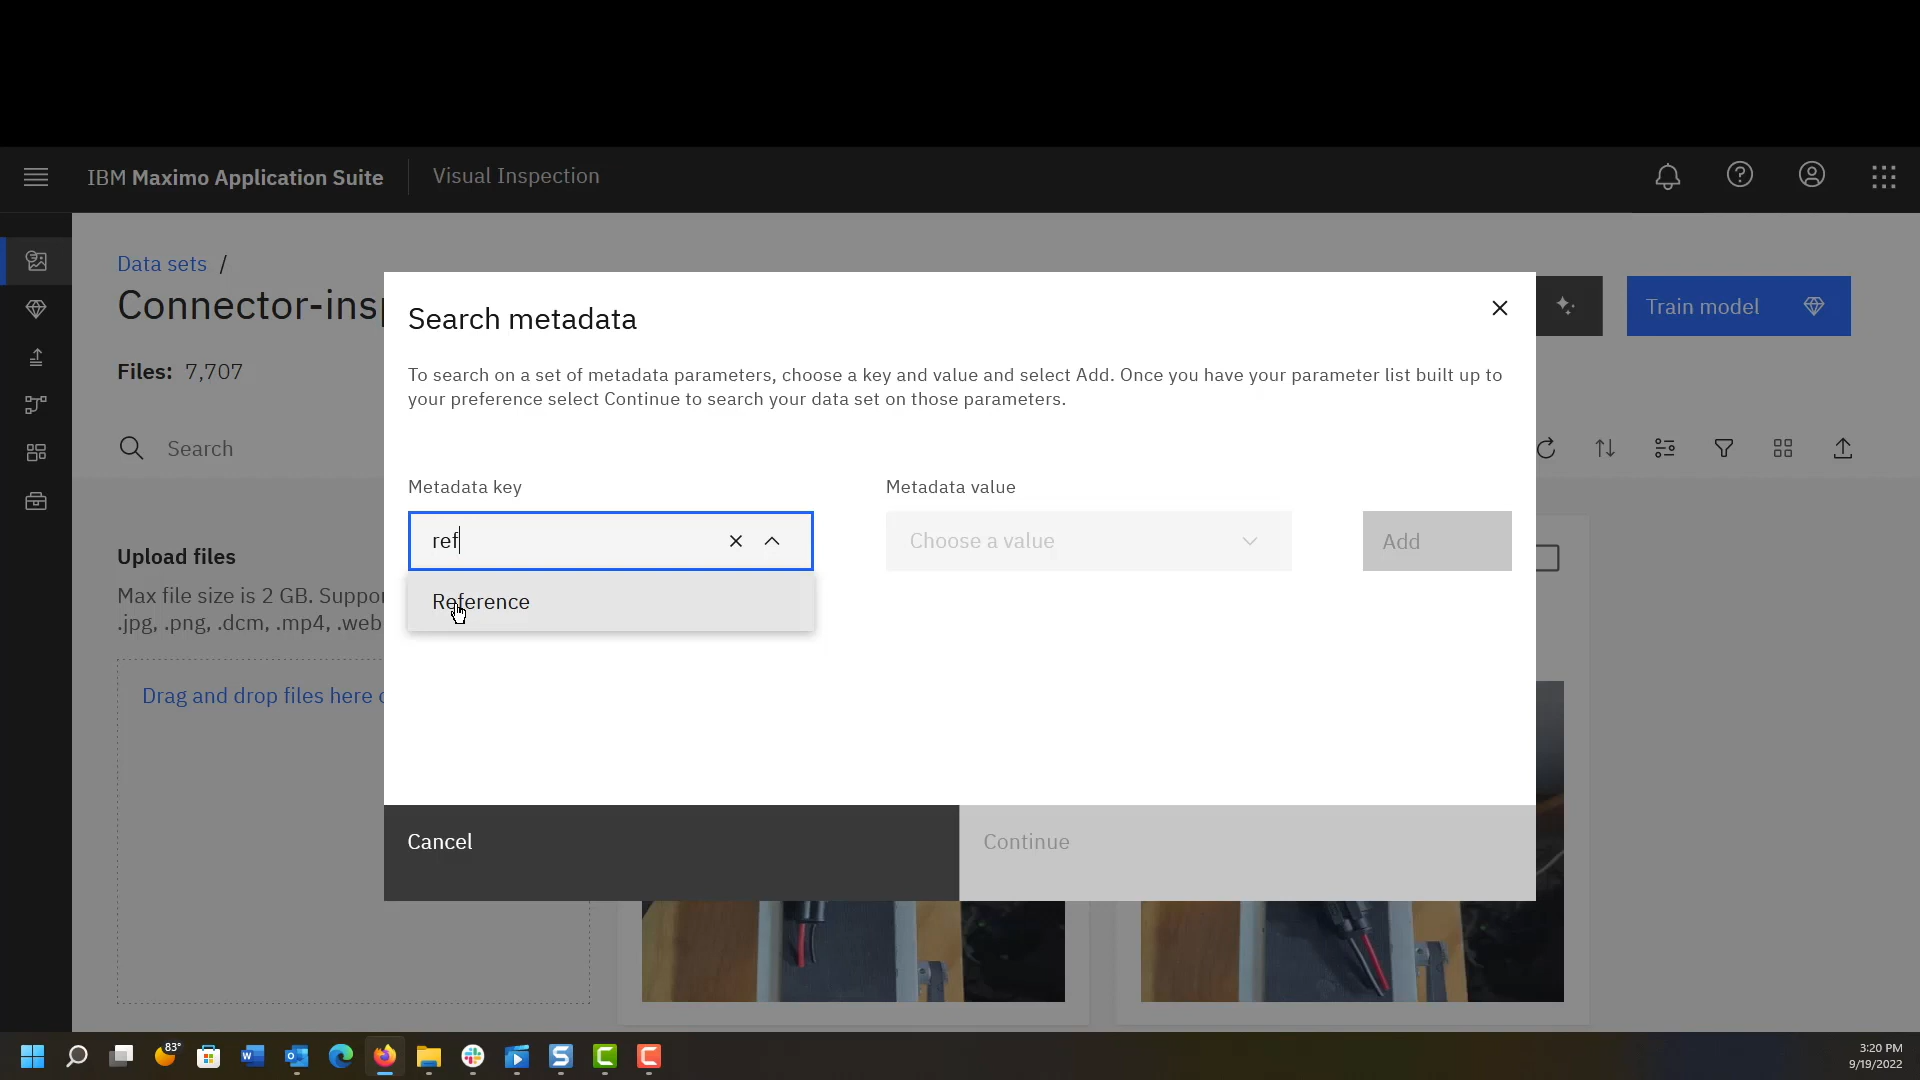 IBM Maximo Application Suite
Visual Inspection
Data sets /
Connector-insp
Files: 7,707
Train model
Search
Search metadata
To search on a set of metadata parameters, choose a key and value and select Add. Once you have your parameter list built up to
your preference select Continue to search your data set on those parameters.
Metadata key
Metadata value
ref
Choose a value
Add
Reference
Upload files
Max file size is 2 GB. Suppor
.jpg, .png, .dcm, .mp4, .web
Drag and drop files here
Cancel
Continue
83°
3:20 PM
9/19/2022